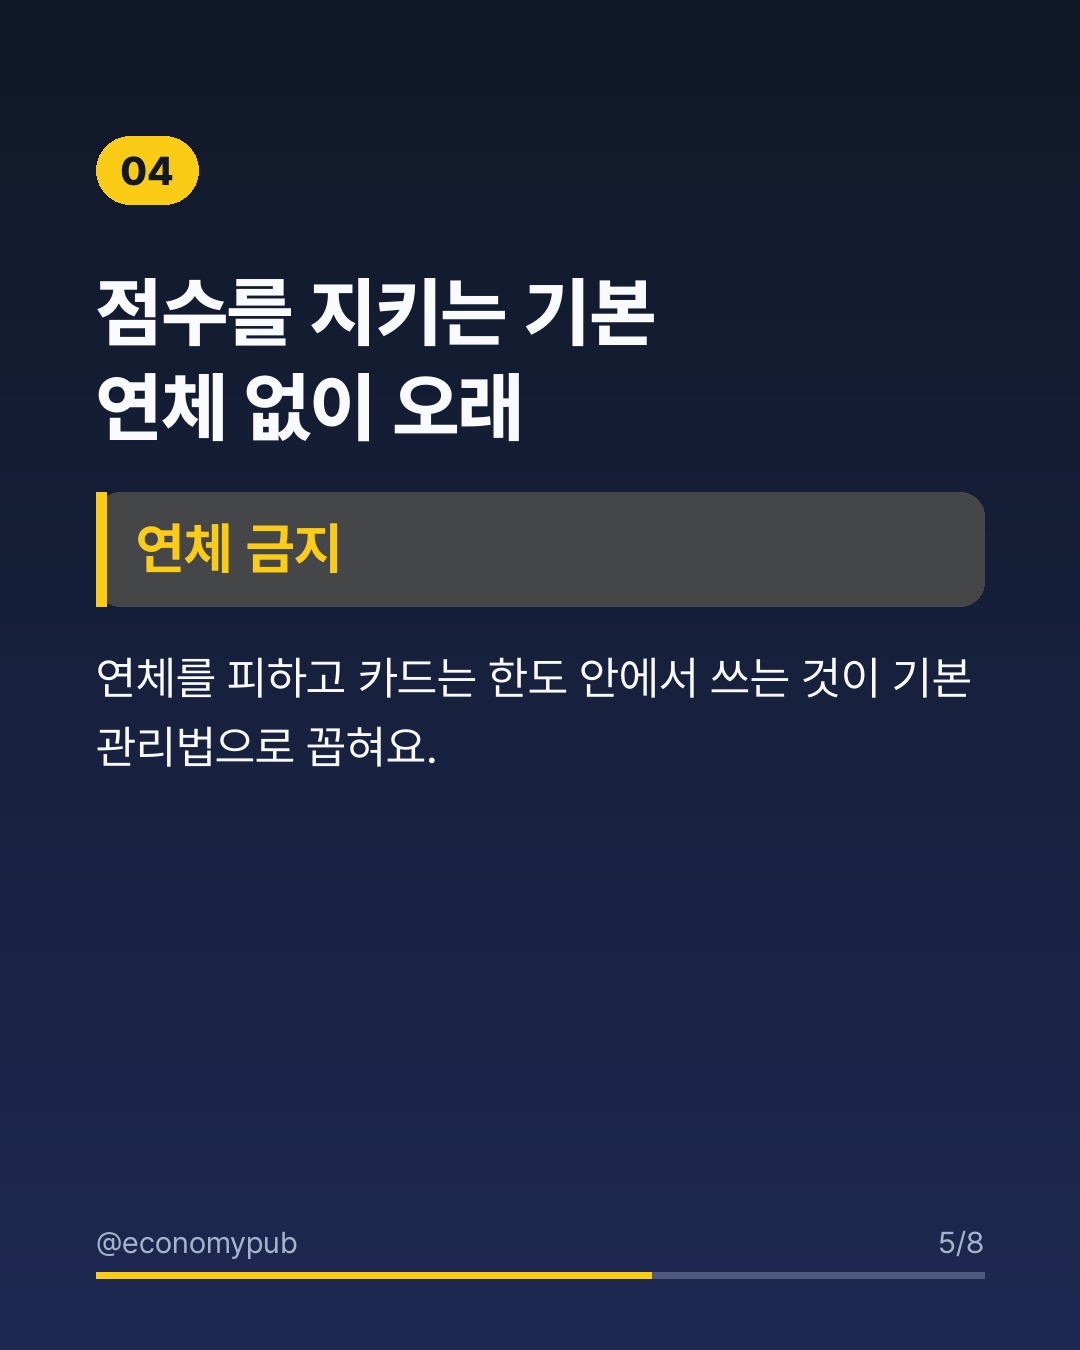 04
점수를 지키는 기본
연체 없이 오래
연체 금지
연체를 피하고 카드는 한도 안에서 쓰는 것이 기본
관리법으로 꼽혀요.
@economypub
5/8